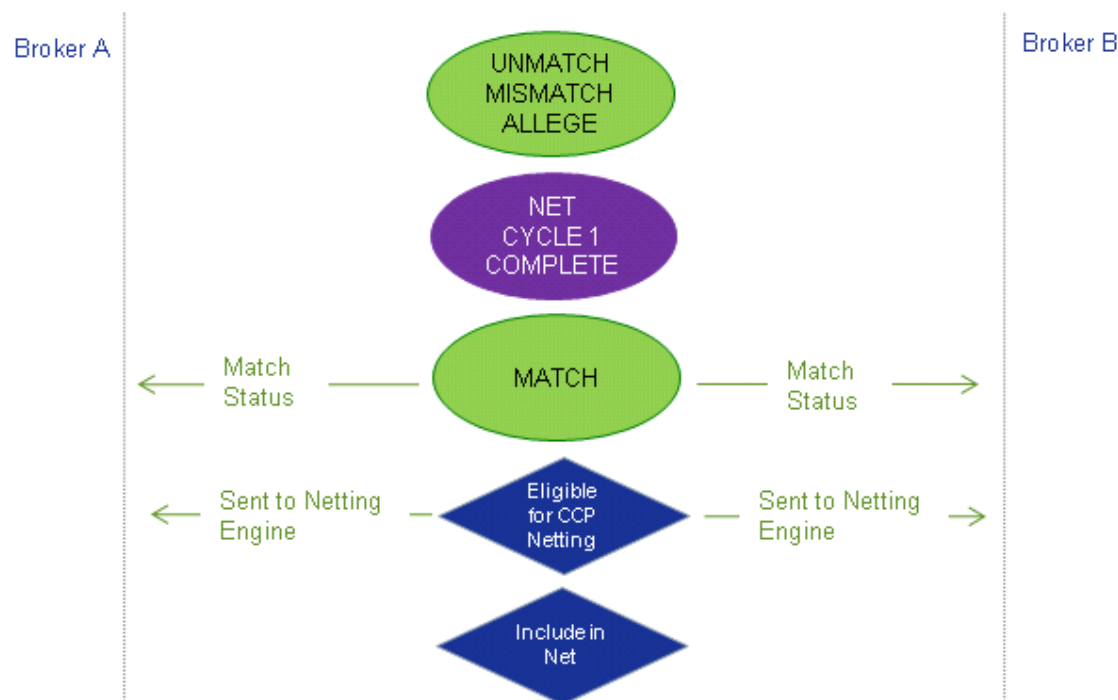 Broker A
Broker B
UNMATCH
MISMATCH
ALLEGE
NET
CYCLE 1
COMPLETE
Match
Status
MATCH
Match
Status
Sent to Netting
Engine
Eligible
for CCP
Netting
Sent to Netting
Engine
Include in
Net